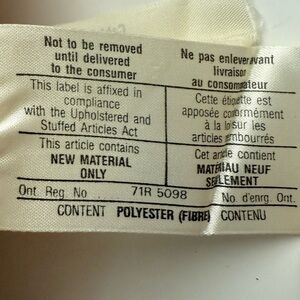 Not to be removed
until delivered
to the consumer
Ne pas enlever avant
livraison
au consommateur
This label is affixed in
compliance
with the Upholstered and
Stuffed Articles Act
Cette étiquette est
apposée conformément
à la loi sur les
articles rembourrés
This article contains
NEW MATERIAL
ONLY
Cet article contient
MATÉRIAU NEUF
SEULEMENT
Ont. Reg. No 71R 5098 No. d'enrg. Ont.
CONTENT POLYESTER (FIBRE) CONTENU